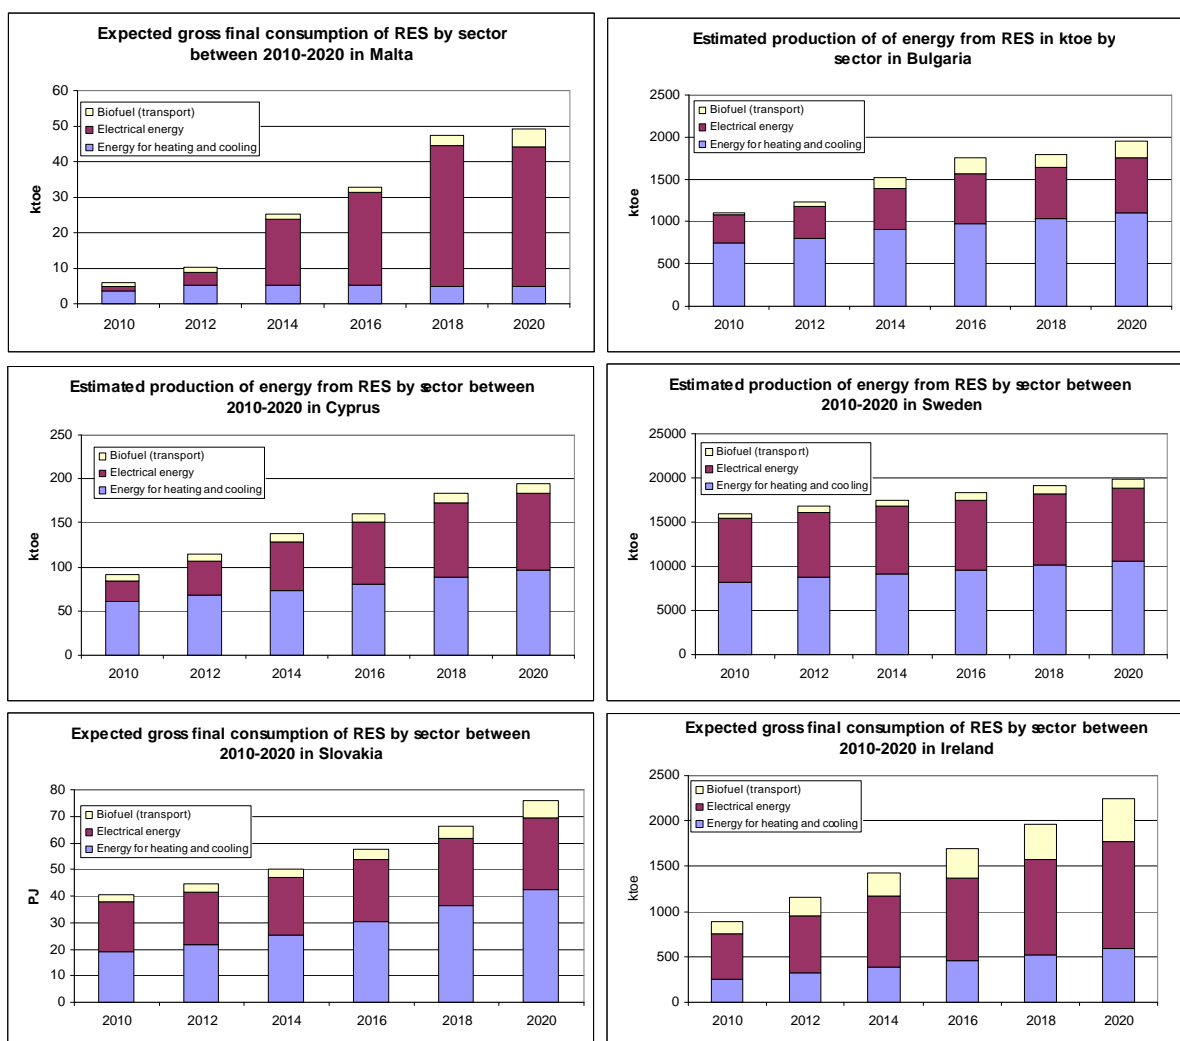 Expected gross final consumption of RES by sector
between 2010-2020 in Malta
60
50
40
30
20
10
0
ktoe
Biofuel (transport)
Electrical energy
Energy for heating and cooling
2010 2012 2014 2016 2018 2020
Estimated production of of energy from RES in ktoe by
sector in Bulgaria
2500
2000
1500
1000
500
0
ktoe
Biofuel (transport)
Electrical energy
Energy for heating and cooling
2010 2012 2014 2016 2018 2020
Estimated production of energy from RES by sector between
2010-2020 in Cyprus
250
200
150
100
50
0
ktoe
Biofuel (transport)
Electrical energy
Energy for heating and cooling
2010 2012 2014 2016 2018 2020
Estimated production of energy from RES by sector between
2010-2020 in Sweden
25000
20000
15000
10000
5000
0
ktoe
Biofuel (transport)
Electrical energy
Energy for heating and cooling
2010 2012 2014 2016 2018 2020
Expected gross final consumption of RES by sector between
2010-2020 in Slovakia
80
70
60
50
40
30
20
10
0
PJ
Biofuel (transport)
Electrical energy
Energy for heating and cooling
2010 2012 2014 2016 2018 2020
Expected gross final consumption of RES by sector between
2010-2020 in Ireland
2500
2000
1500
1000
500
0
ktoe
Biofuel (transport)
Electrical energy
Energy for heating and cooling
2010 2012 2014 2016 2018 2020